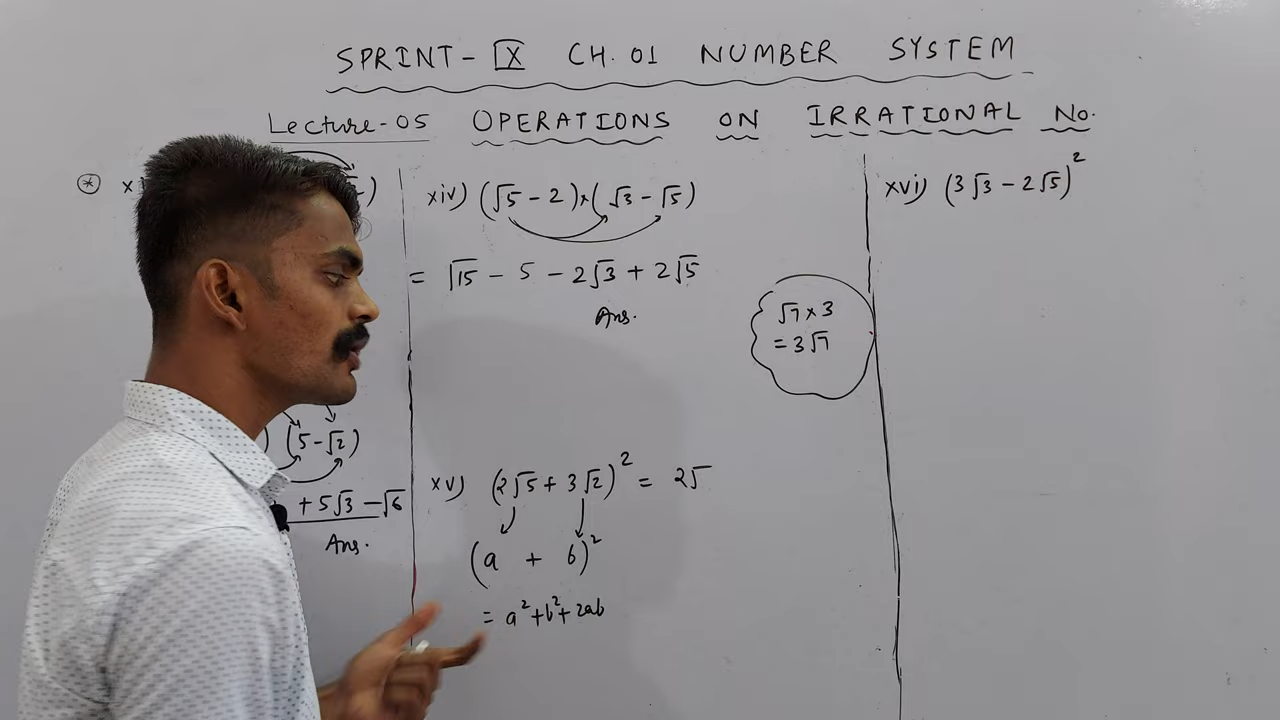 SPRINT-IX CH.01 NUMBER SYSTEM
Lecture-05 OPERATIONS ON IRRATIONAL No.
(5-√2)
+5√3-√6
Ans.
xiv) (√5-2)×(√3-√5)
= √15 - 5 - 2√3 + 2√5
Ans.
xv) (2√5+3√2)² = 2√
(a + b)²
= a²+b²+2ab
√7×3
=3√7
xvi) (3√3-2√5)²